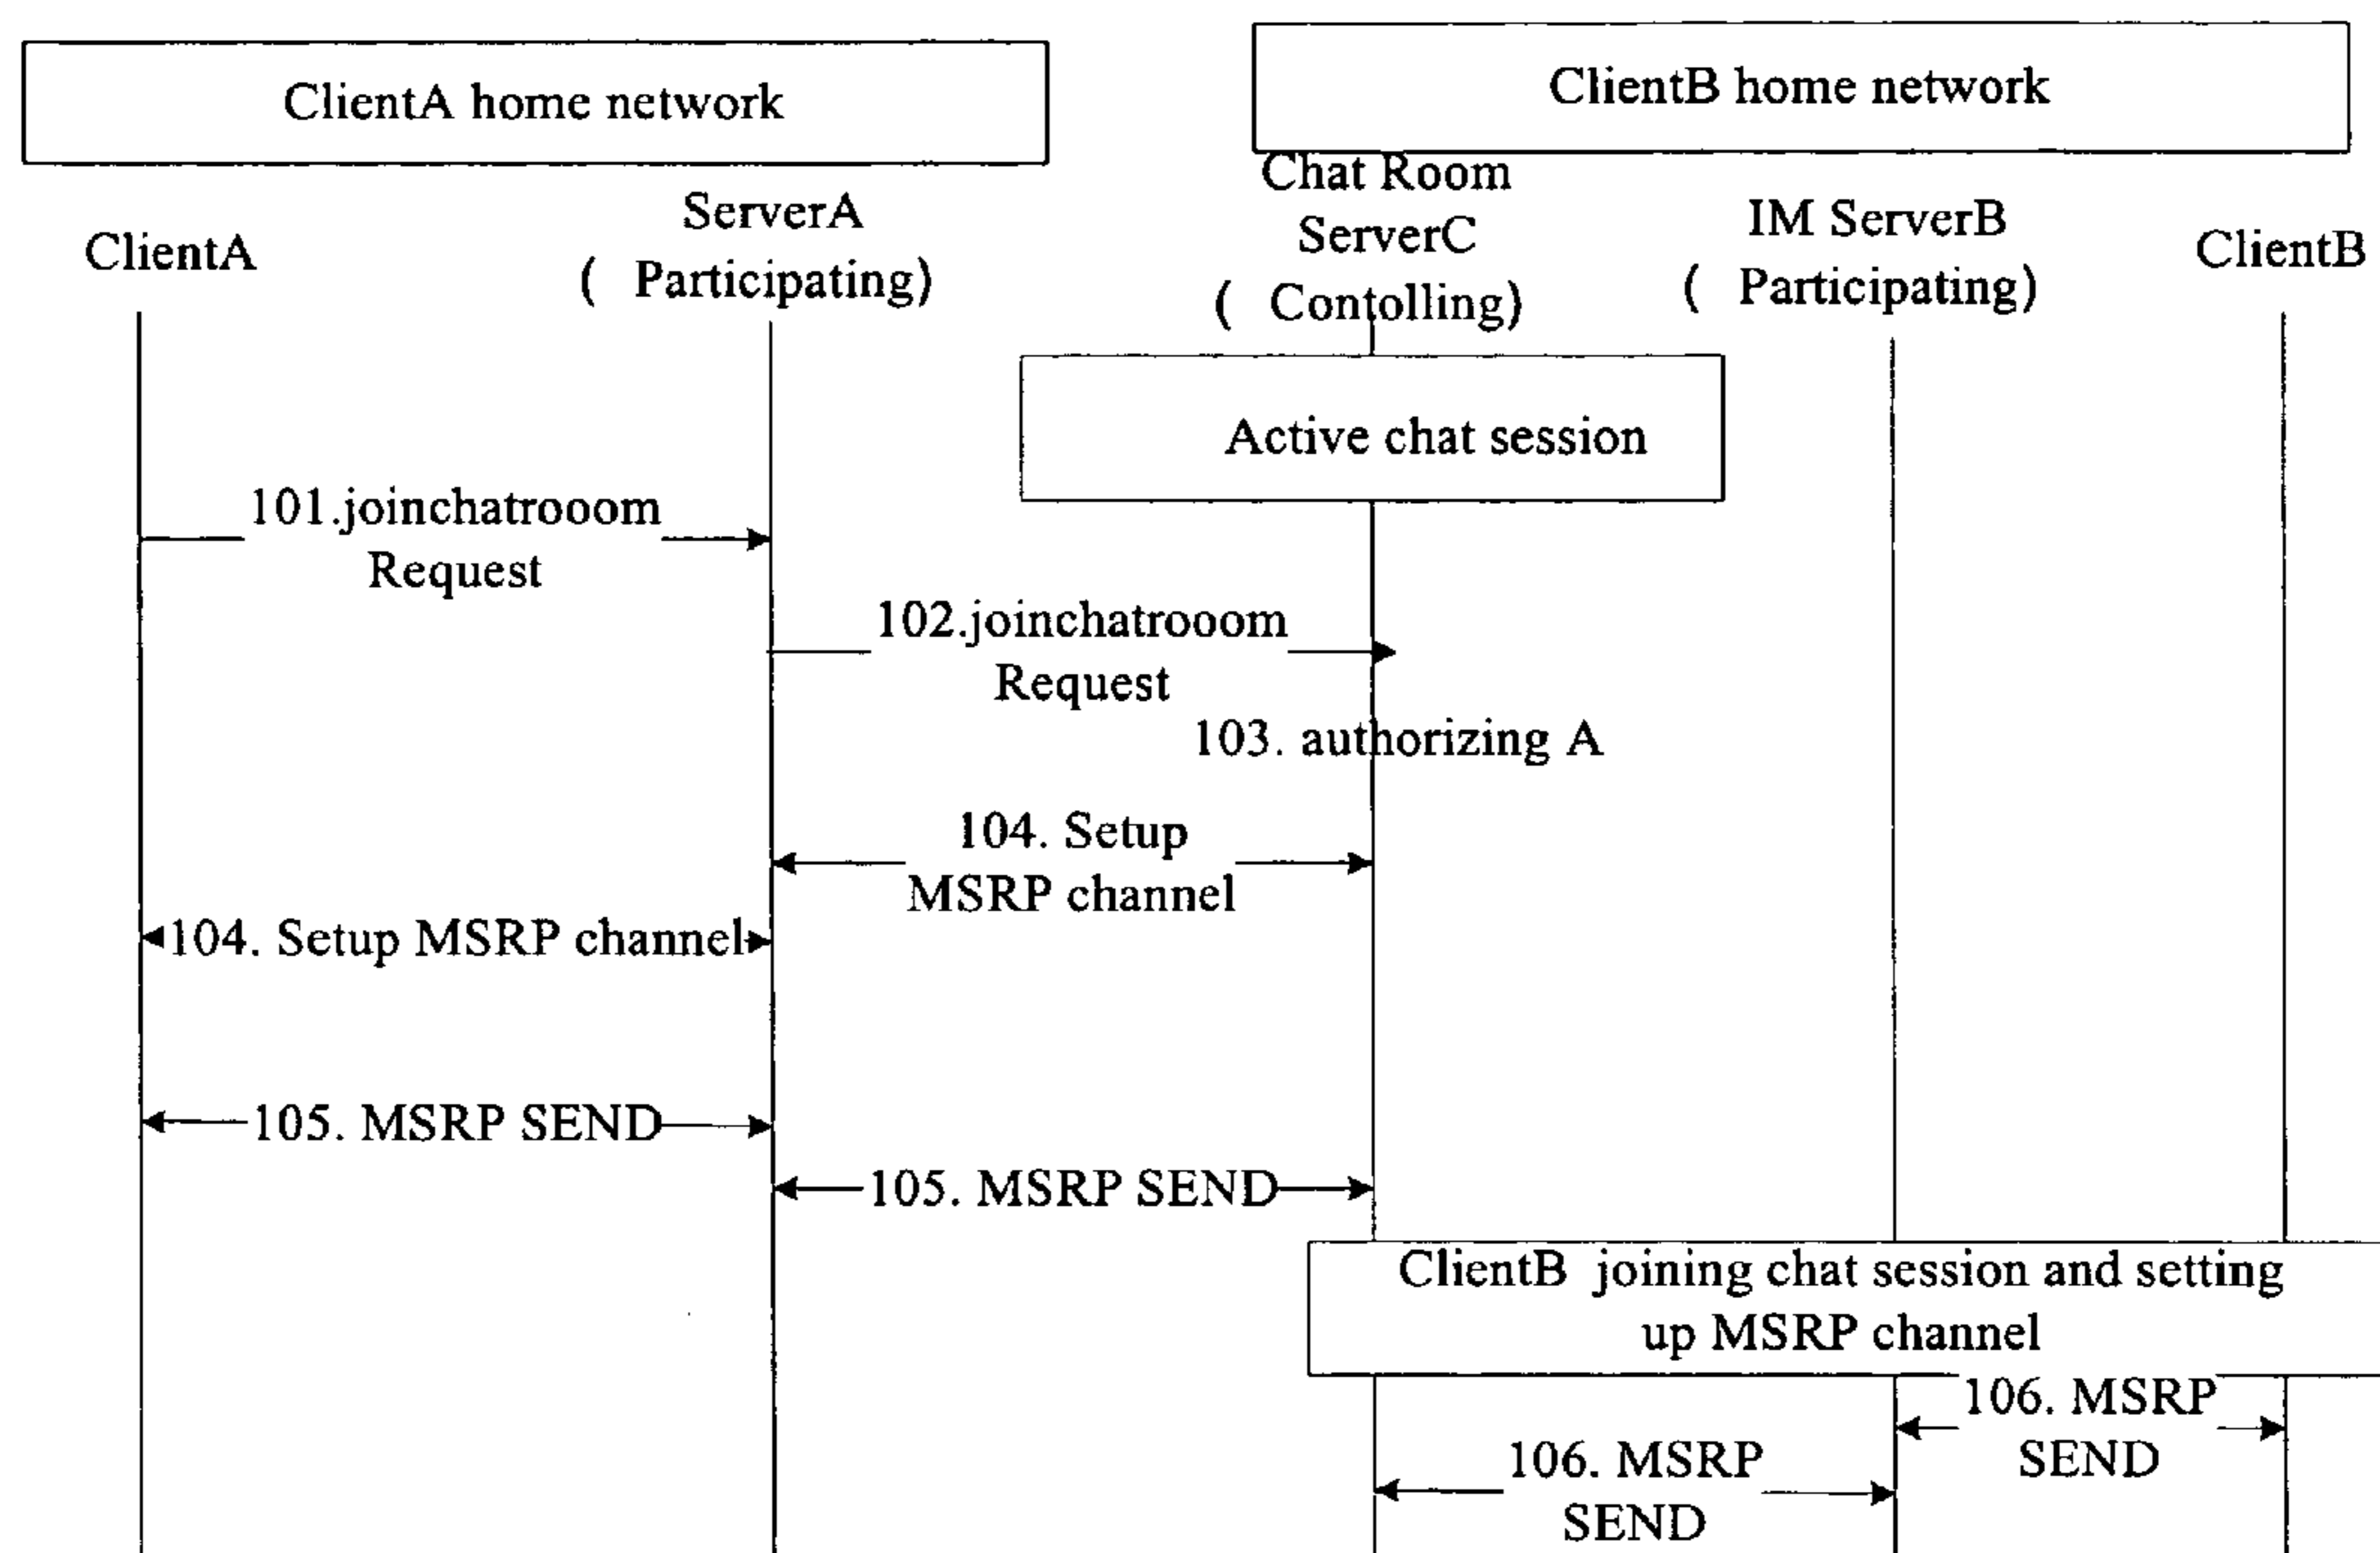 ClientA home network
ClientB home network
ClientA
ServerA
( Participating)
Chat Room
ServerC
( Contolling)
IM ServerB
( Participating)
ClientB
Active chat session
101.joinchatrooom
Request
102.joinchatrooom
Request
103. authorizing A
104. Setup
MSRP channel
104. Setup MSRP channel
105. MSRP SEND
105. MSRP SEND
ClientB joining chat session and setting
up MSRP channel
106. MSRP
SEND
106. MSRP
SEND